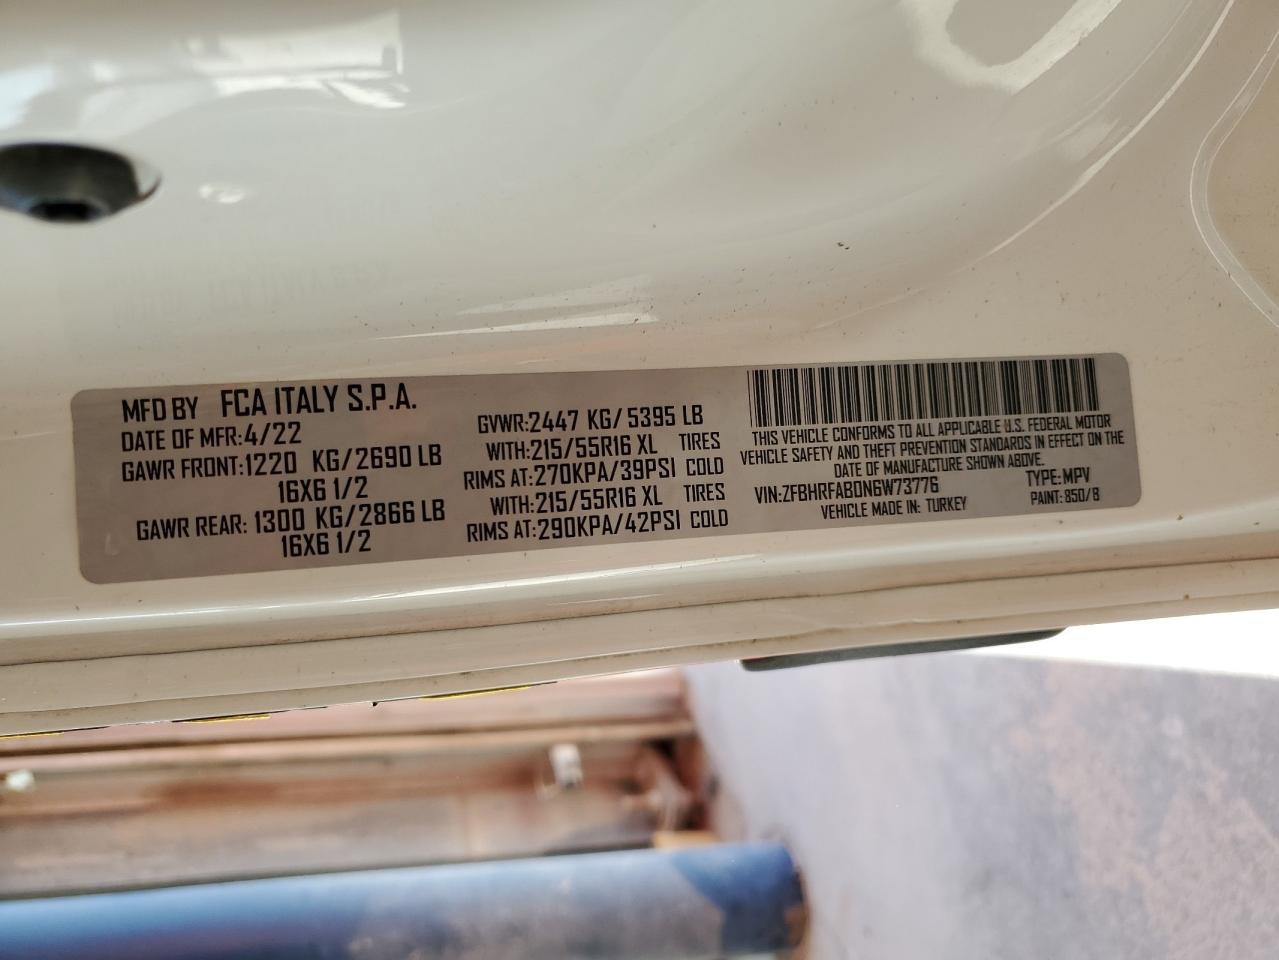 MFD BY FCA ITALY S.P.A.
DATE OF MFR:4/22
GAWR FRONT:1220 KG/2690 LB
16X6 1/2
GAWR REAR: 1300 KG/2866 LB
16X6 1/2
GVWR:2447 KG/ 5395 LB
WITH:215/55R16 XL TIRES
RIMS AT:270KPA/39PSI COLD
WITH:215/55R16 XL TIRES
RIMS AT:290KPA/42PSI COLD
THIS VEHICLE CONFORMS TO ALL APPLICABLE U.S. FEDERAL MOTOR
VEHICLE SAFETY AND THEFT PREVENTION STANDARDS IN EFFECT ON THE
DATE OF MANUFACTURE SHOWN ABOVE.
VIN:ZFBHRFAB0N6W73776 TYPE:MPV
VEHICLE MADE IN: TURKEY PAINT: 850/B